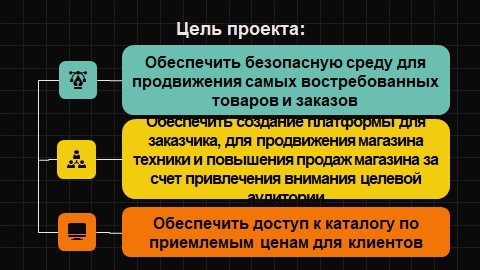 Цель проекта:
Обеспечить безопасную среду для
продвижения самых востребованных
товаров и заказов
Обеспечить создание платформы для
заказчика, для продвижения магазина
техники и повышения продаж магазина за
счет привлечения внимания целевой
аудитории
Обеспечить доступ к каталогу по
приемлемым ценам для клиентов